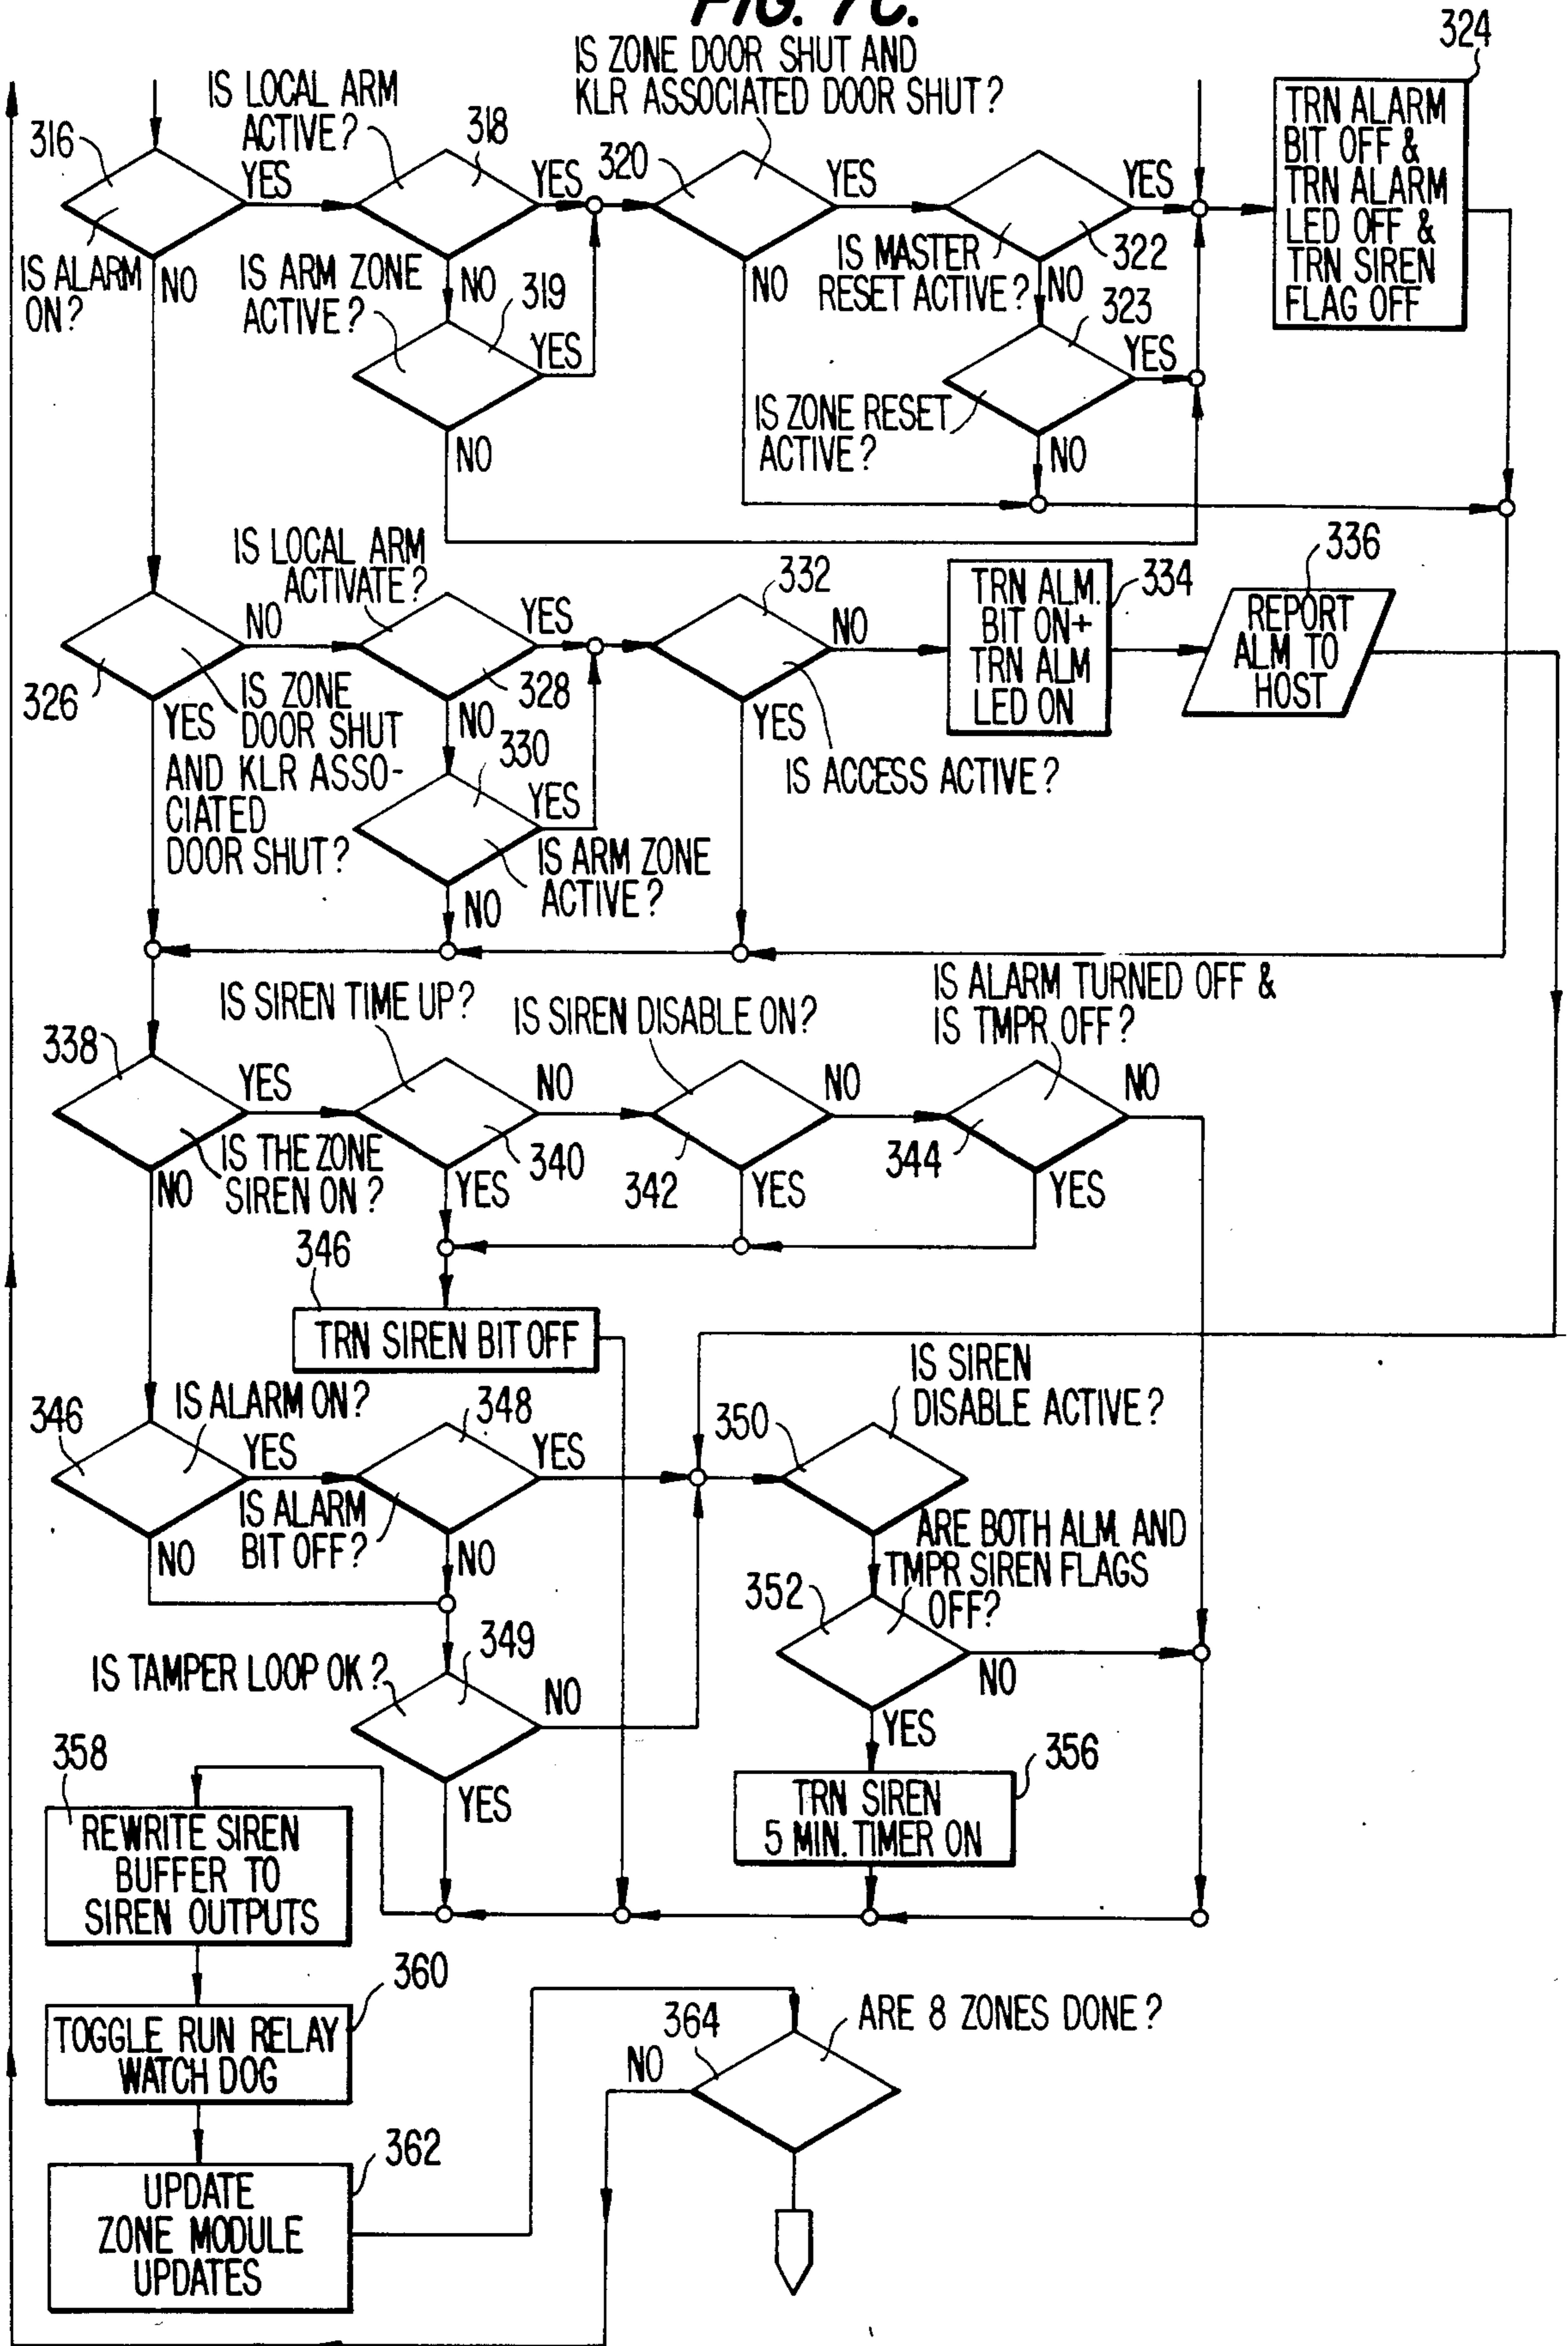 FIG. 7C.
IS ZONE DOOR SHUT AND
KLR ASSOCIATED DOOR SHUT?
324
IS LOCAL ARM
ACTIVE?
316
318
320
YES
YES
YES
YES
TRN ALARM
BIT OFF &
TRN ALARM
LED OFF &
TRN SIREN
FLAG OFF
IS ALARM
ON?
NO
IS ARM ZONE
ACTIVE?
NO
319
YES
NO
IS MASTER
RESET ACTIVE?
322
NO
323
YES
NO
IS ZONE RESET
ACTIVE?
NO
IS LOCAL ARM
ACTIVATE?
332
334
336
NO
YES
NO
TRN ALM.
BIT ON+
TRN ALM
LED ON
REPORT
ALM TO
HOST
326
YES
IS ZONE
DOOR SHUT
AND KLR ASSO-
CIATED
DOOR SHUT?
328
NO
330
YES
IS ARM ZONE
ACTIVE?
NO
YES
IS ACCESS ACTIVE?
IS SIREN TIME UP?
IS SIREN DISABLE ON?
IS ALARM TURNED OFF &
IS TMPR OFF?
338
YES
NO
NO
NO
IS THE ZONE
SIREN ON?
NO
340
YES
342
YES
344
YES
346
TRN SIREN BIT OFF
IS SIREN
DISABLE ACTIVE?
346
IS ALARM ON?
YES
348
YES
350
IS ALARM
BIT OFF?
NO
NO
ARE BOTH ALM. AND
TMPR SIREN FLAGS
OFF?
352
NO
IS TAMPER LOOP OK?
349
NO
YES
YES
356
TRN SIREN
5 MIN. TIMER ON
358
REWRITE SIREN
BUFFER TO
SIREN OUTPUTS
360
TOGGLE RUN RELAY
WATCH DOG
364
ARE 8 ZONES DONE?
NO
362
UPDATE
ZONE MODULE
UPDATES